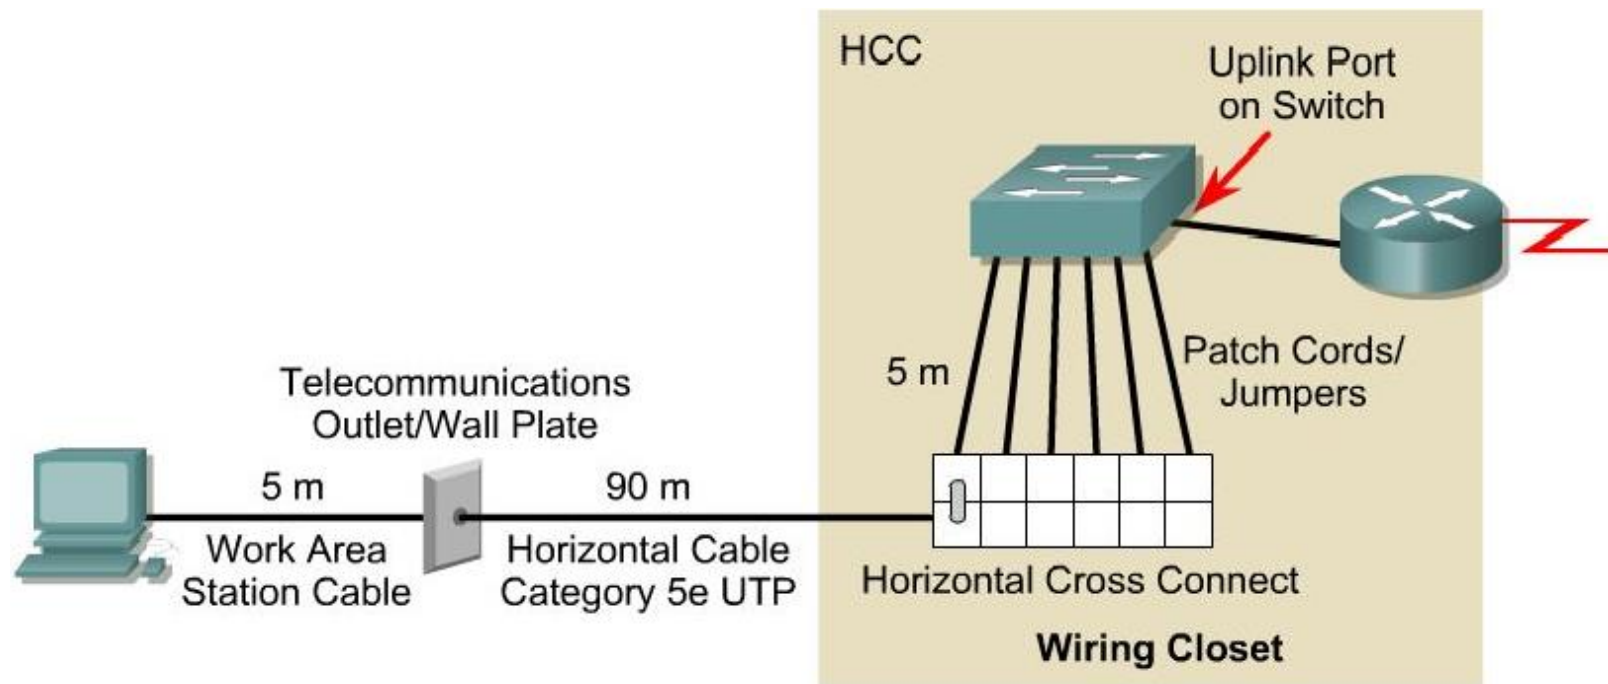 HCC
Uplink Port
on Switch
5 m
Patch Cords/
Jumpers
Telecommunications
Outlet/Wall Plate
5 m
90 m
Work Area
Station Cable
Horizontal Cable
Category 5e UTP
Horizontal Cross Connect
Wiring Closet